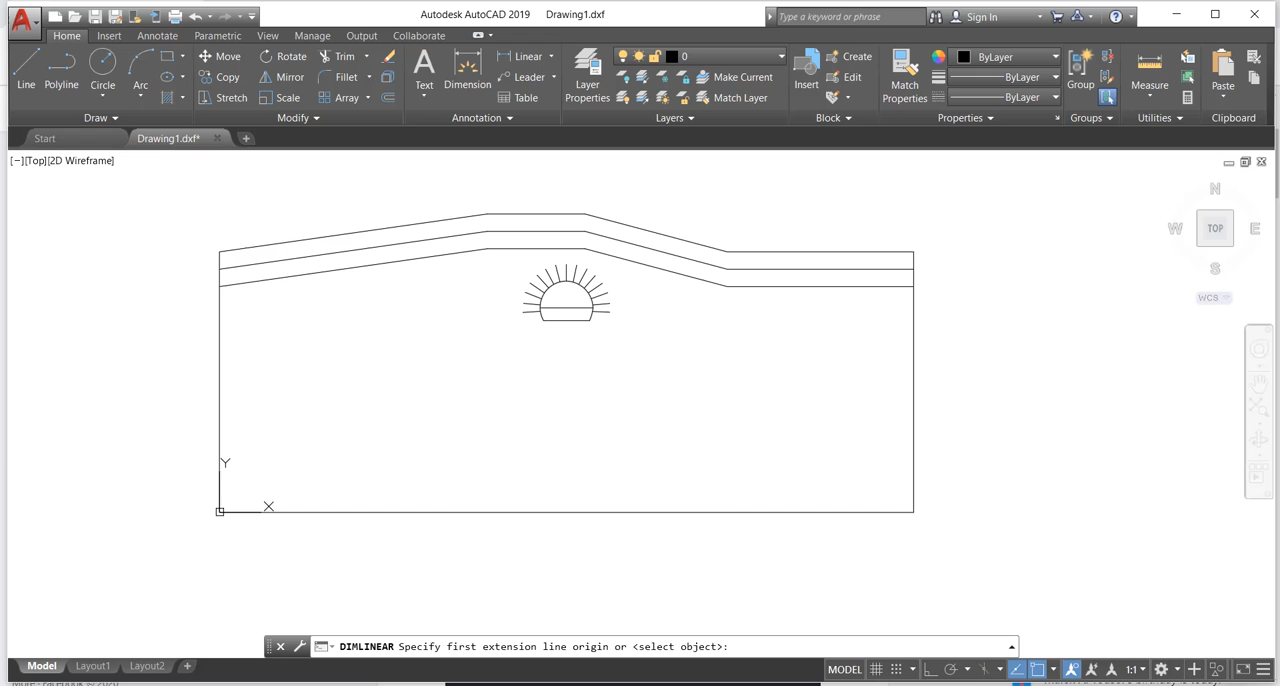 Autodesk AutoCAD 2019 Drawing1.dxf Type a keyword or phrase Sign In
Home Insert Annotate Parametric View Manage Output Collaborate
Move Rotate Trim Linear 0 Create ByLayer
Line Polyline Circle Arc Copy Mirror Fillet Text Dimension Leader Layer Properties Make Current Insert Edit Match Properties ByLayer Group Measure Paste
Stretch Scale Array Table Match Layer ByLayer
Draw Modify Annotation Layers Block Properties Groups Utilities Clipboard
Start Drawing1.dxf*
[−][Top][2D Wireframe]
N
W TOP E
S
WCS
Y
X
DIMLINEAR Specify first extension line origin or <select object>:
Model Layout1 Layout2 MODEL 1:1